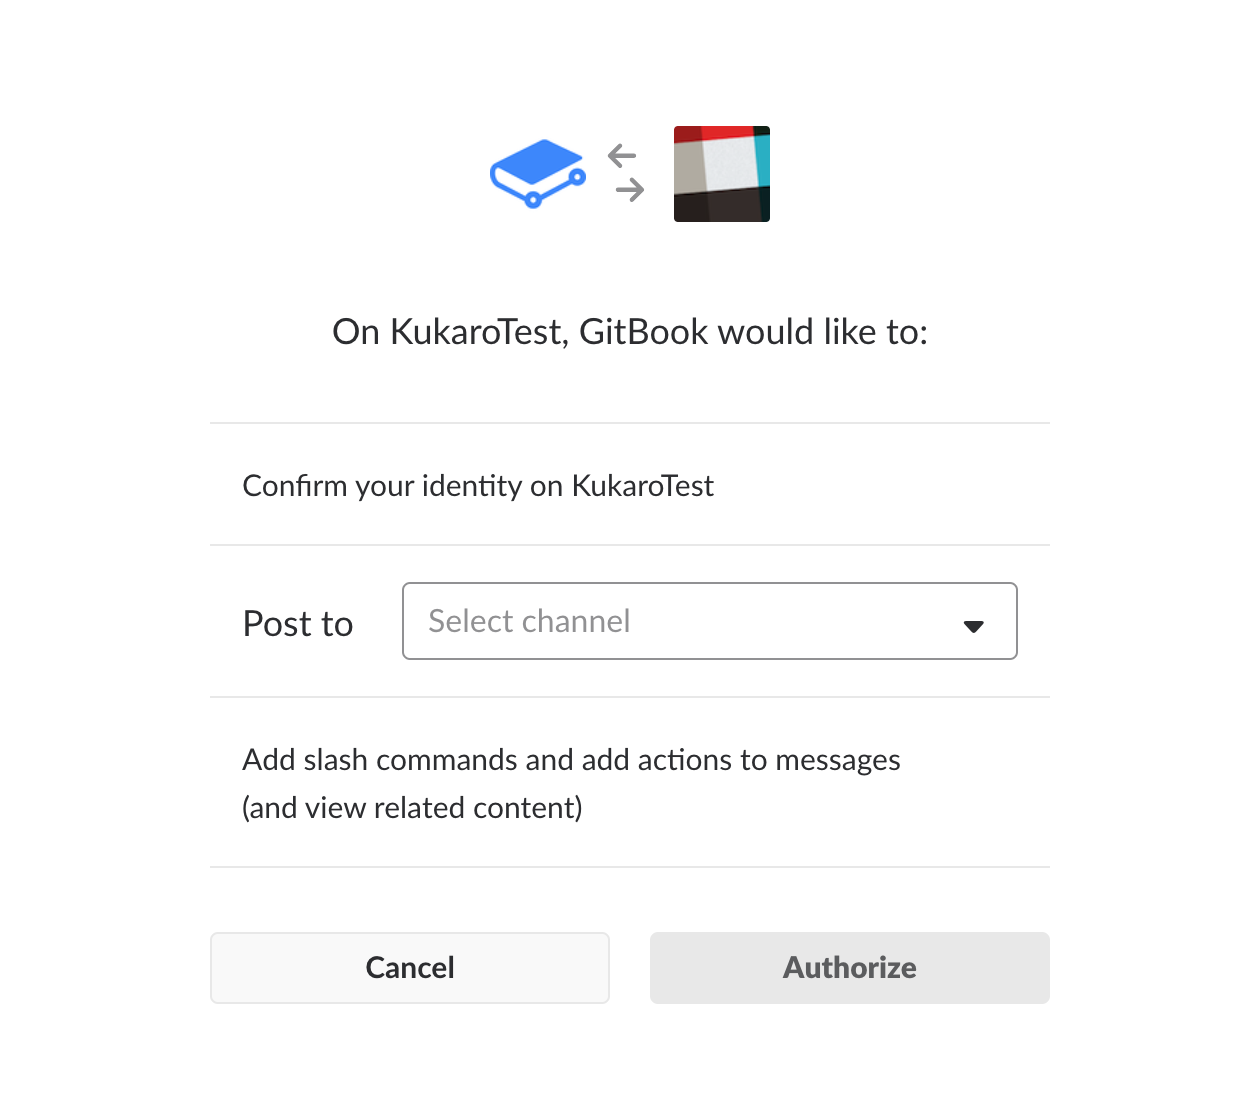 On KukaroTest, GitBook would like to:
Confirm your identity on KukaroTest
Post to
Select channel
Add slash commands and add actions to messages
(and view related content)
Cancel
Authorize